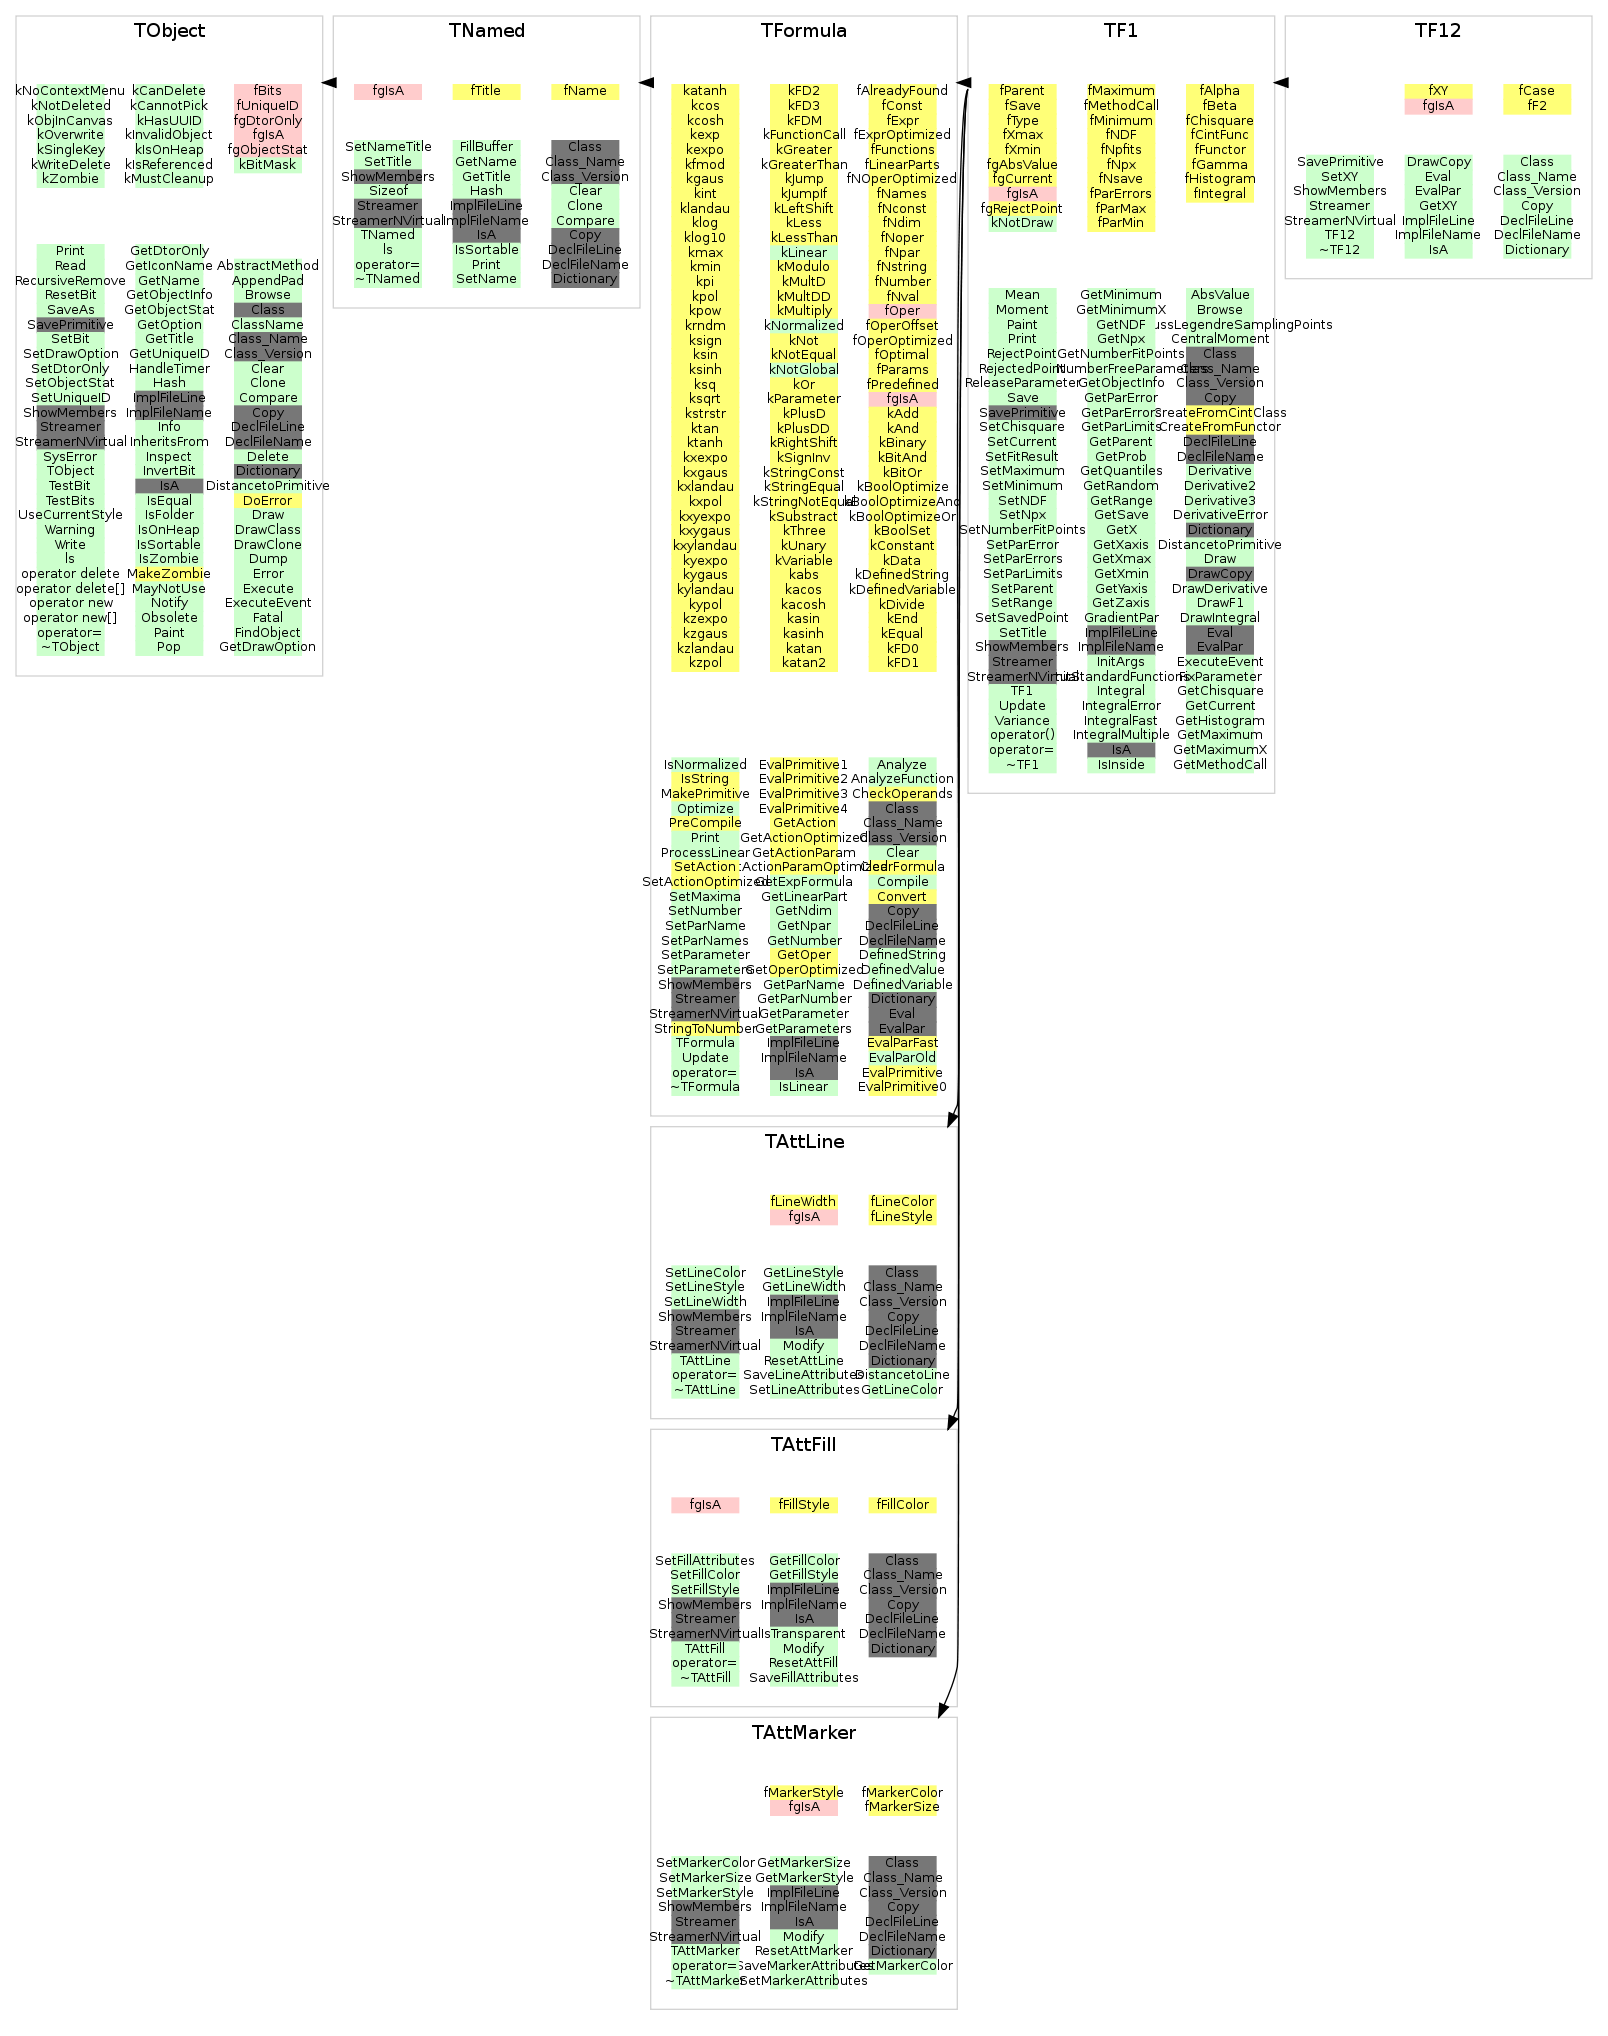 TObject
kNoContextMenu
kNotDeleted
kObjInCanvas
kOverwrite
kSingleKey
kWriteDelete
kZombie
kCanDelete
kCannotPick
kHasUUID
kInvalidObject
kIsOnHeap
kIsReferenced
kMustCleanup
fBits
fUniqueID
fgDtorOnly
fgIsA
fgObjectStat
kBitMask
Print
Read
RecursiveRemove
ResetBit
SaveAs
SavePrimitive
SetBit
SetDrawOption
SetDtorOnly
SetObjectStat
SetUniqueID
ShowMembers
Streamer
StreamerNVirtual
SysError
TObject
TestBit
TestBits
UseCurrentStyle
Warning
Write
ls
operator delete
operator delete[]
operator new
operator new[]
operator=
~TObject
GetDtorOnly
GetIconName
GetName
GetObjectInfo
GetObjectStat
GetOption
GetTitle
GetUniqueID
HandleTimer
Hash
ImplFileLine
ImplFileName
Info
InheritsFrom
Inspect
InvertBit
IsA
IsEqual
IsFolder
IsOnHeap
IsSortable
IsZombie
MakeZombie
MayNotUse
Notify
Obsolete
Paint
Pop
AbstractMethod
AppendPad
Browse
Class
ClassName
Class_Name
Class_Version
Clear
Clone
Compare
Copy
DeclFileLine
DeclFileName
Delete
Dictionary
DistancetoPrimitive
DoError
Draw
DrawClass
DrawClone
Dump
Error
Execute
ExecuteEvent
Fatal
FindObject
GetDrawOption
TNamed
fgIsA
fTitle
fName
SetNameTitle
SetTitle
ShowMembers
Sizeof
Streamer
StreamerNVirtual
TNamed
ls
operator=
~TNamed
FillBuffer
GetName
GetTitle
Hash
ImplFileLine
ImplFileName
IsA
IsSortable
Print
SetName
Class
Class_Name
Class_Version
Clear
Clone
Compare
Copy
DeclFileLine
DeclFileName
Dictionary
TFormula
katanh
kcos
kcosh
kexp
kexpo
kfmod
kgaus
kint
klandau
klog
klog10
kmax
kmin
kpi
kpol
kpow
krndm
ksign
ksin
ksinh
ksq
ksqrt
kstrstr
ktan
ktanh
kxexpo
kxgaus
kxlandau
kxpol
kxyexpo
kxygaus
kxylandau
kyexpo
kygaus
kylandau
kypol
kzexpo
kzgaus
kzlandau
kzpol
kFD2
kFD3
kFDM
kFunctionCall
kGreater
kGreaterThan
kJump
kJumpIf
kLeftShift
kLess
kLessThan
kLinear
kModulo
kMultD
kMultDD
kMultiply
kNormalized
kNot
kNotEqual
kNotGlobal
kOr
kParameter
kPlusD
kPlusDD
kRightShift
kSignInv
kStringConst
kStringEqual
kStringNotEqual
kSubstract
kThree
kUnary
kVariable
kabs
kacos
kacosh
kasin
kasinh
katan
katan2
fAlreadyFound
fConst
fExpr
fExprOptimized
fFunctions
fLinearParts
fNOperOptimized
fNames
fNconst
fNdim
fNoper
fNpar
fNstring
fNumber
fNval
fOper
fOperOffset
fOperOptimized
fOptimal
fParams
fPredefined
fgIsA
kAdd
kAnd
kBinary
kBitAnd
kBitOr
kBoolOptimize
kBoolOptimizeAnd
kBoolOptimizeOr
kBoolSet
kConstant
kData
kDefinedString
kDefinedVariable
kDivide
kEnd
kEqual
kFD0
kFD1
IsNormalized
IsString
MakePrimitive
Optimize
PreCompile
Print
ProcessLinear
SetAction
SetActionOptimized
SetMaxima
SetNumber
SetParName
SetParNames
SetParameter
SetParameters
ShowMembers
Streamer
StreamerNVirtual
StringToNumber
TFormula
Update
operator=
~TFormula
EvalPrimitive1
EvalPrimitive2
EvalPrimitive3
EvalPrimitive4
GetAction
GetActionOptimized
GetActionParam
ActionParamOptimized
GetExpFormula
GetLinearPart
GetNdim
GetNpar
GetNumber
GetOper
GetOperOptimized
GetParName
GetParNumber
GetParameter
GetParameters
ImplFileLine
ImplFileName
IsA
IsLinear
Analyze
AnalyzeFunction
CheckOperands
Class
Class_Name
Class_Version
Clear
ClearFormula
Compile
Convert
Copy
DeclFileLine
DeclFileName
DefinedString
DefinedValue
DefinedVariable
Dictionary
Eval
EvalPar
EvalParFast
EvalParOld
EvalPrimitive
EvalPrimitive0
TF1
fParent
fSave
fType
fXmax
fXmin
fgAbsValue
fgCurrent
fgIsA
fgRejectPoint
kNotDraw
fMaximum
fMethodCall
fMinimum
fNDF
fNpfits
fNpx
fNsave
fParErrors
fParMax
fParMin
fAlpha
fBeta
fChisquare
fCintFunc
fFunctor
fGamma
fHistogram
fIntegral
Mean
Moment
Paint
Print
RejectPoint
RejectedPoint
ReleaseParameter
Save
SavePrimitive
SetChisquare
SetCurrent
SetFitResult
SetMaximum
SetMinimum
SetNDF
SetNpx
SetNumberFitPoints
SetParError
SetParErrors
SetParLimits
SetParent
SetRange
SetSavedPoint
SetTitle
ShowMembers
Streamer
StreamerNVirtual
TF1
Update
Variance
operator()
operator=
~TF1
GetMinimum
GetMinimumX
GetNDF
GetNpx
GetNumberFitPoints
NumberFreeParameters
GetObjectInfo
GetParError
GetParErrors
GetParLimits
GetParent
GetProb
GetQuantiles
GetRandom
GetRange
GetSave
GetX
GetXaxis
GetXmax
GetXmin
GetYaxis
GetZaxis
GradientPar
ImplFileLine
ImplFileName
InitArgs
StandardFunctions
Integral
IntegralError
IntegralFast
IntegralMultiple
IsA
IsInside
AbsValue
Browse
ussLegendreSamplingPoints
CentralMoment
Class
Class_Name
Class_Version
Copy
CreateFromCintClass
CreateFromFunctor
DeclFileLine
DeclFileName
Derivative
Derivative2
Derivative3
DerivativeError
Dictionary
DistancetoPrimitive
Draw
DrawCopy
DrawDerivative
DrawF1
DrawIntegral
Eval
EvalPar
ExecuteEvent
FixParameter
GetChisquare
GetCurrent
GetHistogram
GetMaximum
GetMaximumX
GetMethodCall
TF12
fXY
fgIsA
fCase
fF2
SavePrimitive
SetXY
ShowMembers
Streamer
StreamerNVirtual
TF12
~TF12
DrawCopy
Eval
EvalPar
GetXY
ImplFileLine
ImplFileName
IsA
Class
Class_Name
Class_Version
Copy
DeclFileLine
DeclFileName
Dictionary
TAttLine
fLineWidth
fgIsA
fLineColor
fLineStyle
SetLineColor
SetLineStyle
SetLineWidth
ShowMembers
Streamer
StreamerNVirtual
TAttLine
operator=
~TAttLine
GetLineStyle
GetLineWidth
ImplFileLine
ImplFileName
IsA
Modify
ResetAttLine
SaveLineAttributes
SetLineAttributes
Class
Class_Name
Class_Version
Copy
DeclFileLine
DeclFileName
Dictionary
DistancetoLine
GetLineColor
TAttFill
fgIsA
fFillStyle
fFillColor
SetFillAttributes
SetFillColor
SetFillStyle
ShowMembers
Streamer
StreamerNVirtual
TAttFill
operator=
~TAttFill
GetFillColor
GetFillStyle
ImplFileLine
ImplFileName
IsA
IsTransparent
Modify
ResetAttFill
SaveFillAttributes
Class
Class_Name
Class_Version
Copy
DeclFileLine
DeclFileName
Dictionary
TAttMarker
fMarkerStyle
fgIsA
fMarkerColor
fMarkerSize
SetMarkerColor
SetMarkerSize
SetMarkerStyle
ShowMembers
Streamer
StreamerNVirtual
TAttMarker
operator=
~TAttMarker
GetMarkerSize
GetMarkerStyle
ImplFileLine
ImplFileName
IsA
Modify
ResetAttMarker
SaveMarkerAttributes
SetMarkerAttributes
Class
Class_Name
Class_Version
Copy
DeclFileLine
DeclFileName
Dictionary
GetMarkerColor